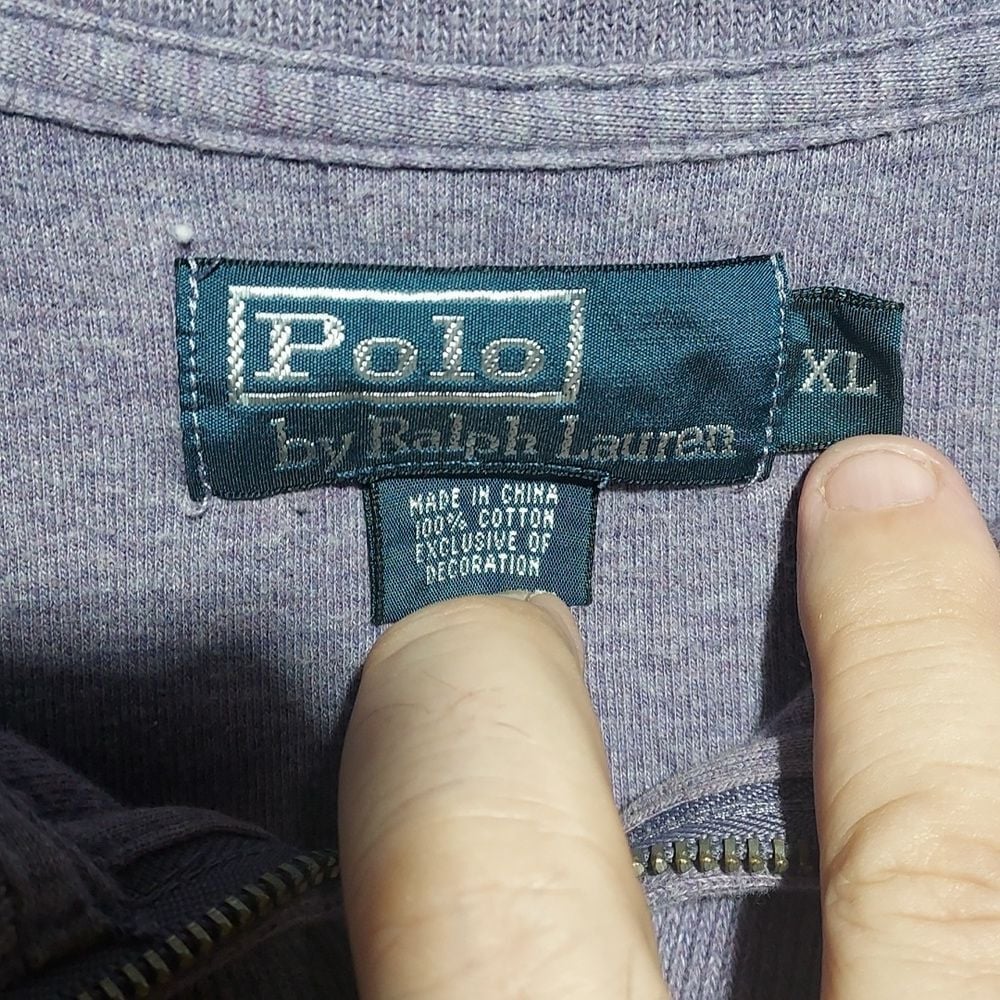 Polo
by Ralph Lauren
XL
MADE IN CHINA
100% COTTON
EXCLUSIVE OF
DECORATION